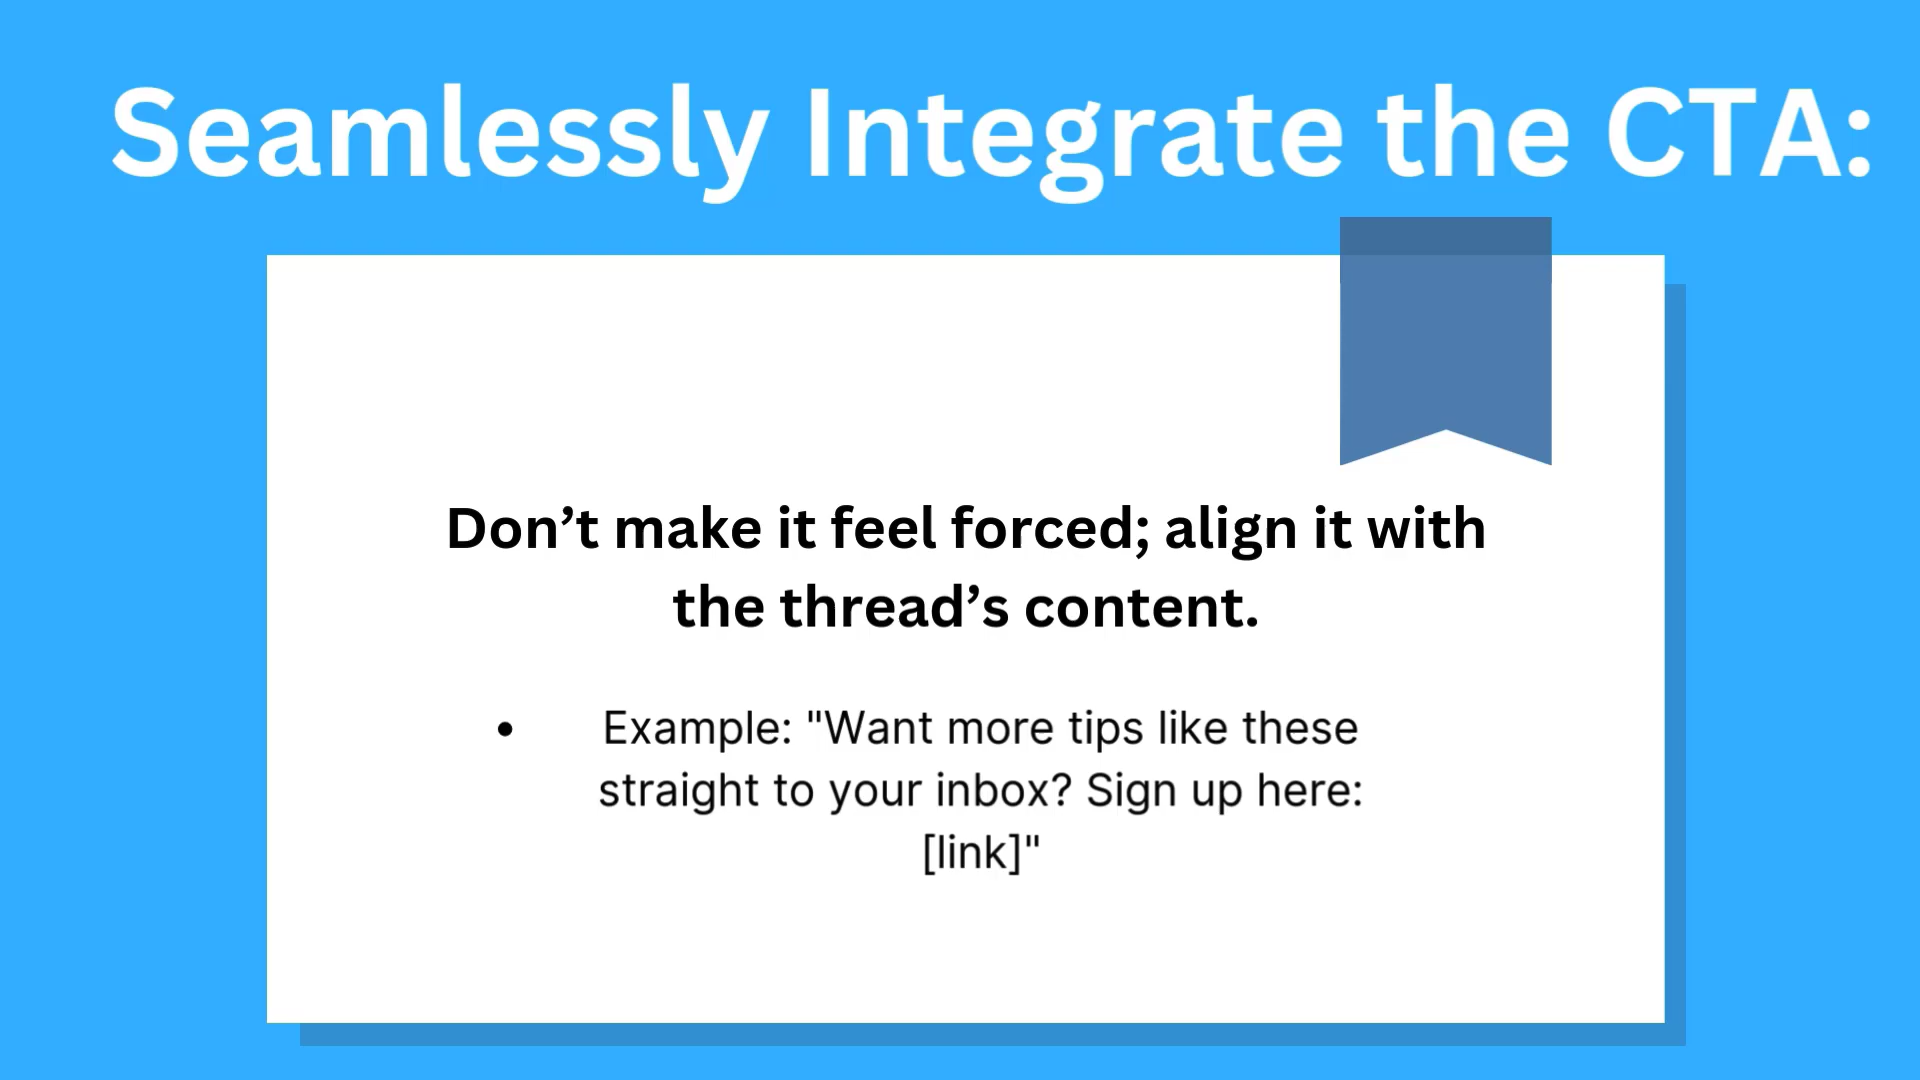 Seamlessly Integrate the CTA:
Don’t make it feel forced; align it with
the thread’s content.
• Example: "Want more tips like these
straight to your inbox? Sign up here:
[link]"